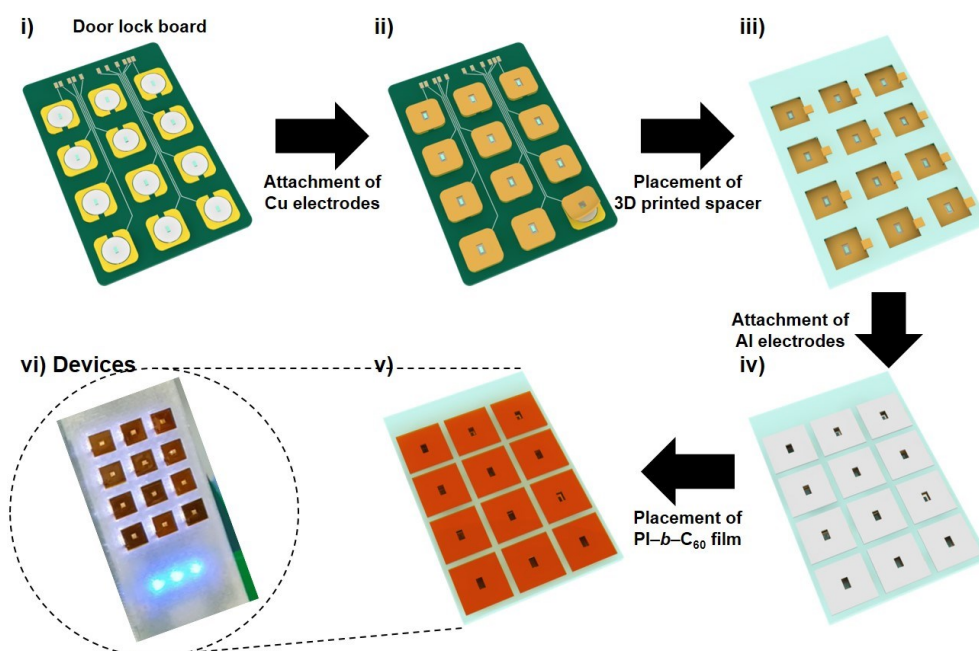 i)
Door lock board
ii)
iii)
Attachment of
Cu electrodes
Placement of
3D printed spacer
Attachment of
Al electrodes
vi) Devices
v)
iv)
Placement of
PI–b–C₆₀ film